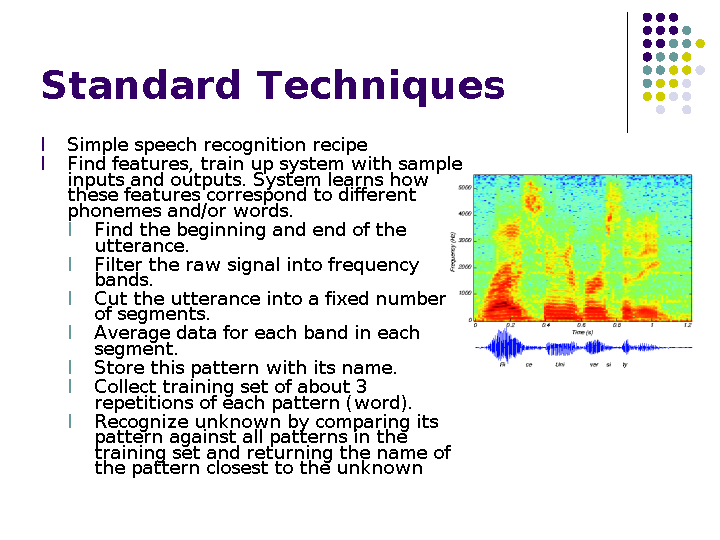 Standard Techniques
l Simple speech recognition recipe
l Find features, train up system with sample
inputs and outputs. System learns how
these features correspond to different
phonemes and/or words.
l Find the beginning and end of the
utterance.
l Filter the raw signal into frequency
bands.
l Cut the utterance into a fixed number
of segments.
l Average data for each band in each
segment.
l Store this pattern with its name.
l Collect training set of about 3
repetitions of each pattern (word).
l Recognize unknown by comparing its
pattern against all patterns in the
training set and returning the name of
the pattern closest to the unknown
Frequency (Hz)
5000
4000
3000
2000
1000
0
0 0.2 0.4 0.6 0.8 1 1.2
Time (s)
Ri ce Uni ver si ty